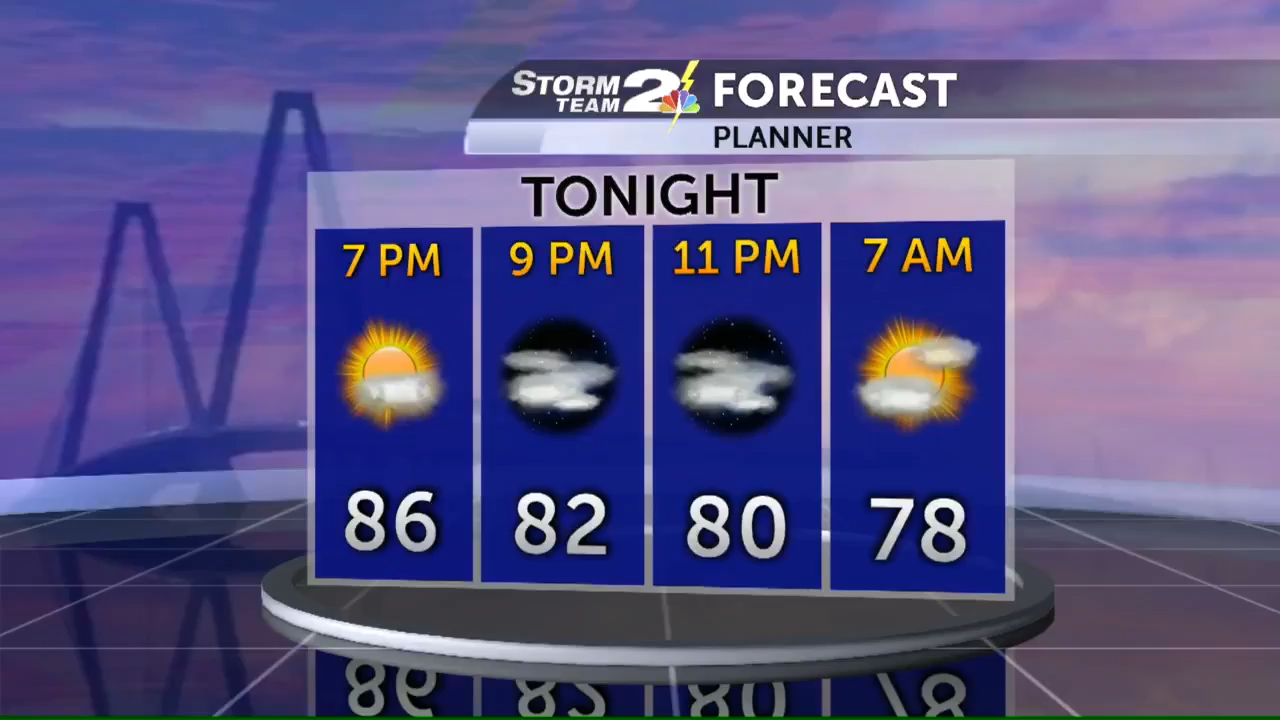 STORM TEAM 2 FORECAST
PLANNER
TONIGHT
7 PM 9 PM 11 PM 7 AM
86 82 80 78